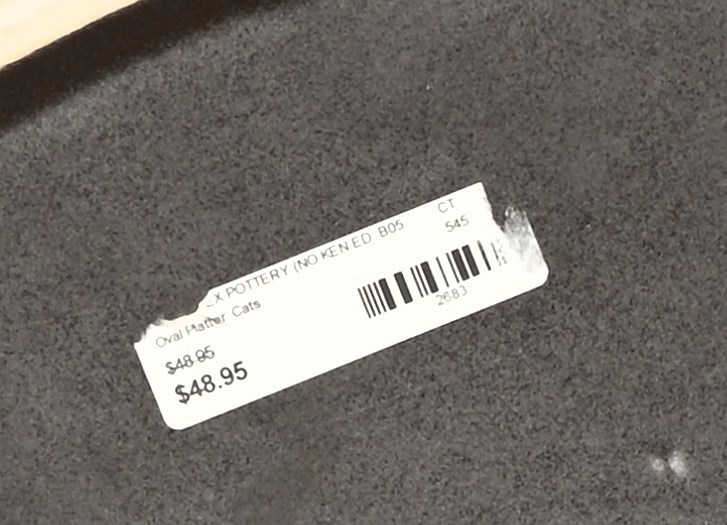 X POTTERY (NO KEN ED B05 CT
Oval Platter Cats 545
$48.95
$48.95
2683